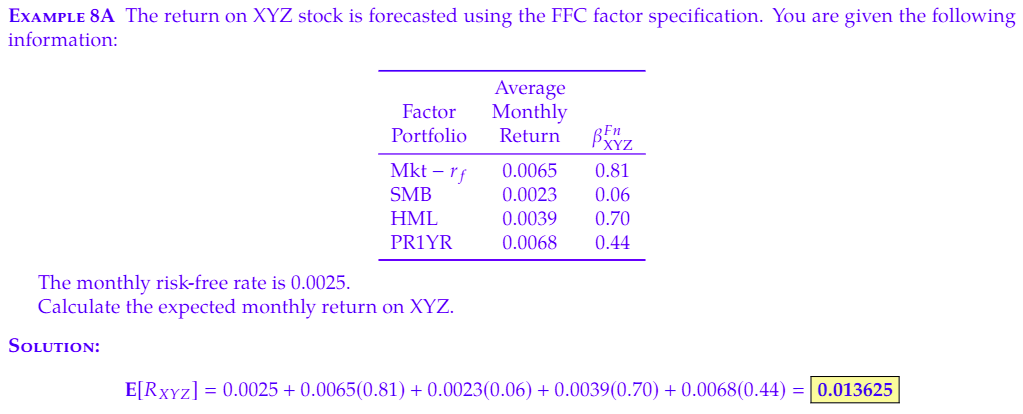 EXAMPLE 8A The return on XYZ stock is forecasted using the FFC factor specification. You are given the following
information:
Average
Factor Monthly
Portfolio Return β^{Fn}_{XYZ}
Mkt − r_f 0.0065 0.81
SMB 0.0023 0.06
HML 0.0039 0.70
PR1YR 0.0068 0.44
The monthly risk-free rate is 0.0025.
Calculate the expected monthly return on XYZ.
SOLUTION:
E[R_{XYZ}] = 0.0025 + 0.0065(0.81) + 0.0023(0.06) + 0.0039(0.70) + 0.0068(0.44) = 0.013625